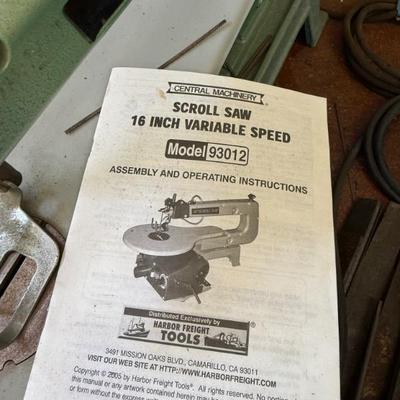 CENTRAL MACHINERY®
SCROLL SAW
16 INCH VARIABLE SPEED
Model 93012
ASSEMBLY AND OPERATING INSTRUCTIONS
Distributed Exclusively by
HARBOR FREIGHT
TOOLS®
3491 MISSION OAKS BLVD., CAMARILLO, CA 93011
VISIT OUR WEB SITE AT HTTP://WWW.HARBORFREIGHT.COM
Copyright © 2005 by Harbor Freight Tools®. All rights reserved. No portion
this manual or any artwork contained herein may be
or form without the express